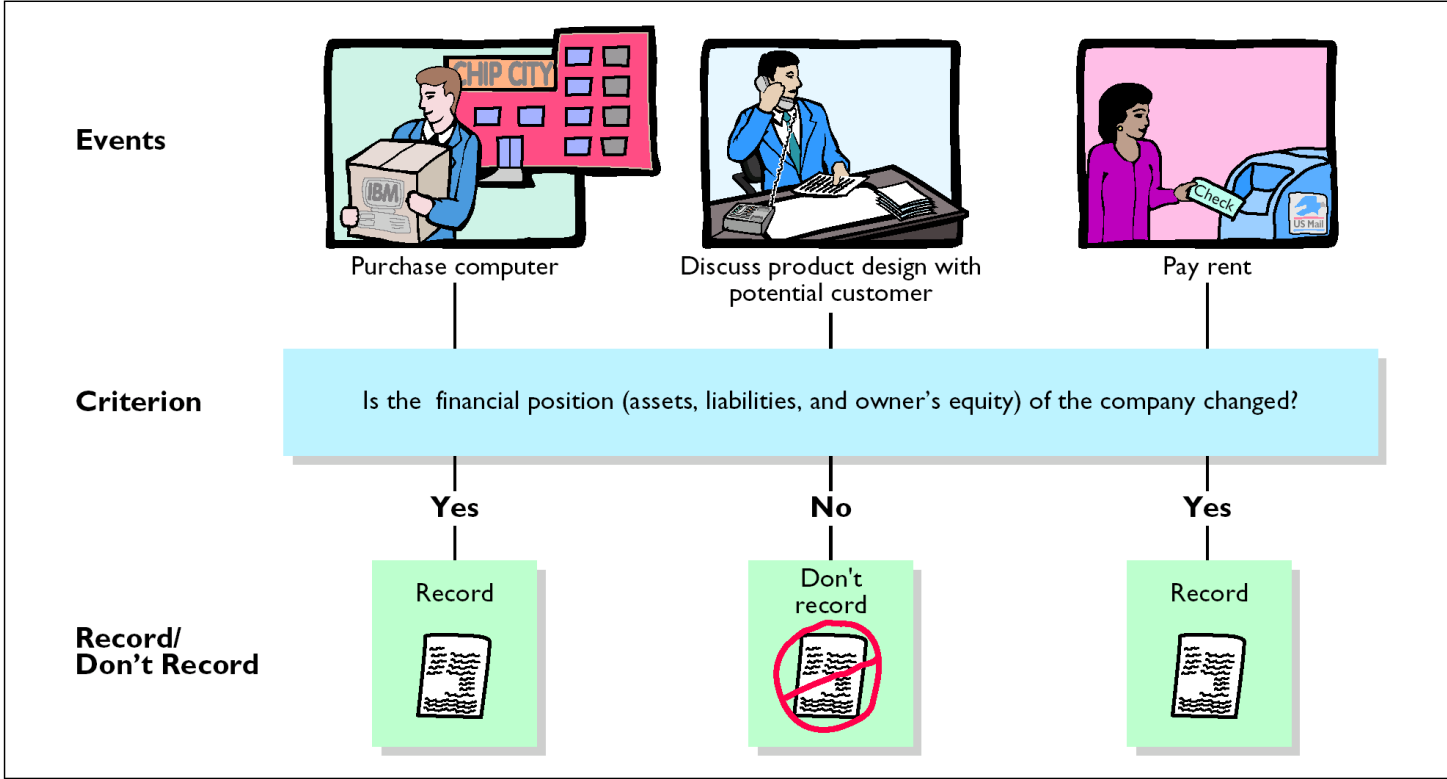 Events
CHIP CITY
IBM
Check
US Mail
Purchase computer
Discuss product design with
potential customer
Pay rent
Criterion
Is the financial position (assets, liabilities, and owner’s equity) of the company changed?
Yes
No
Yes
Record/
Don’t Record
Record
Don't
record
Record